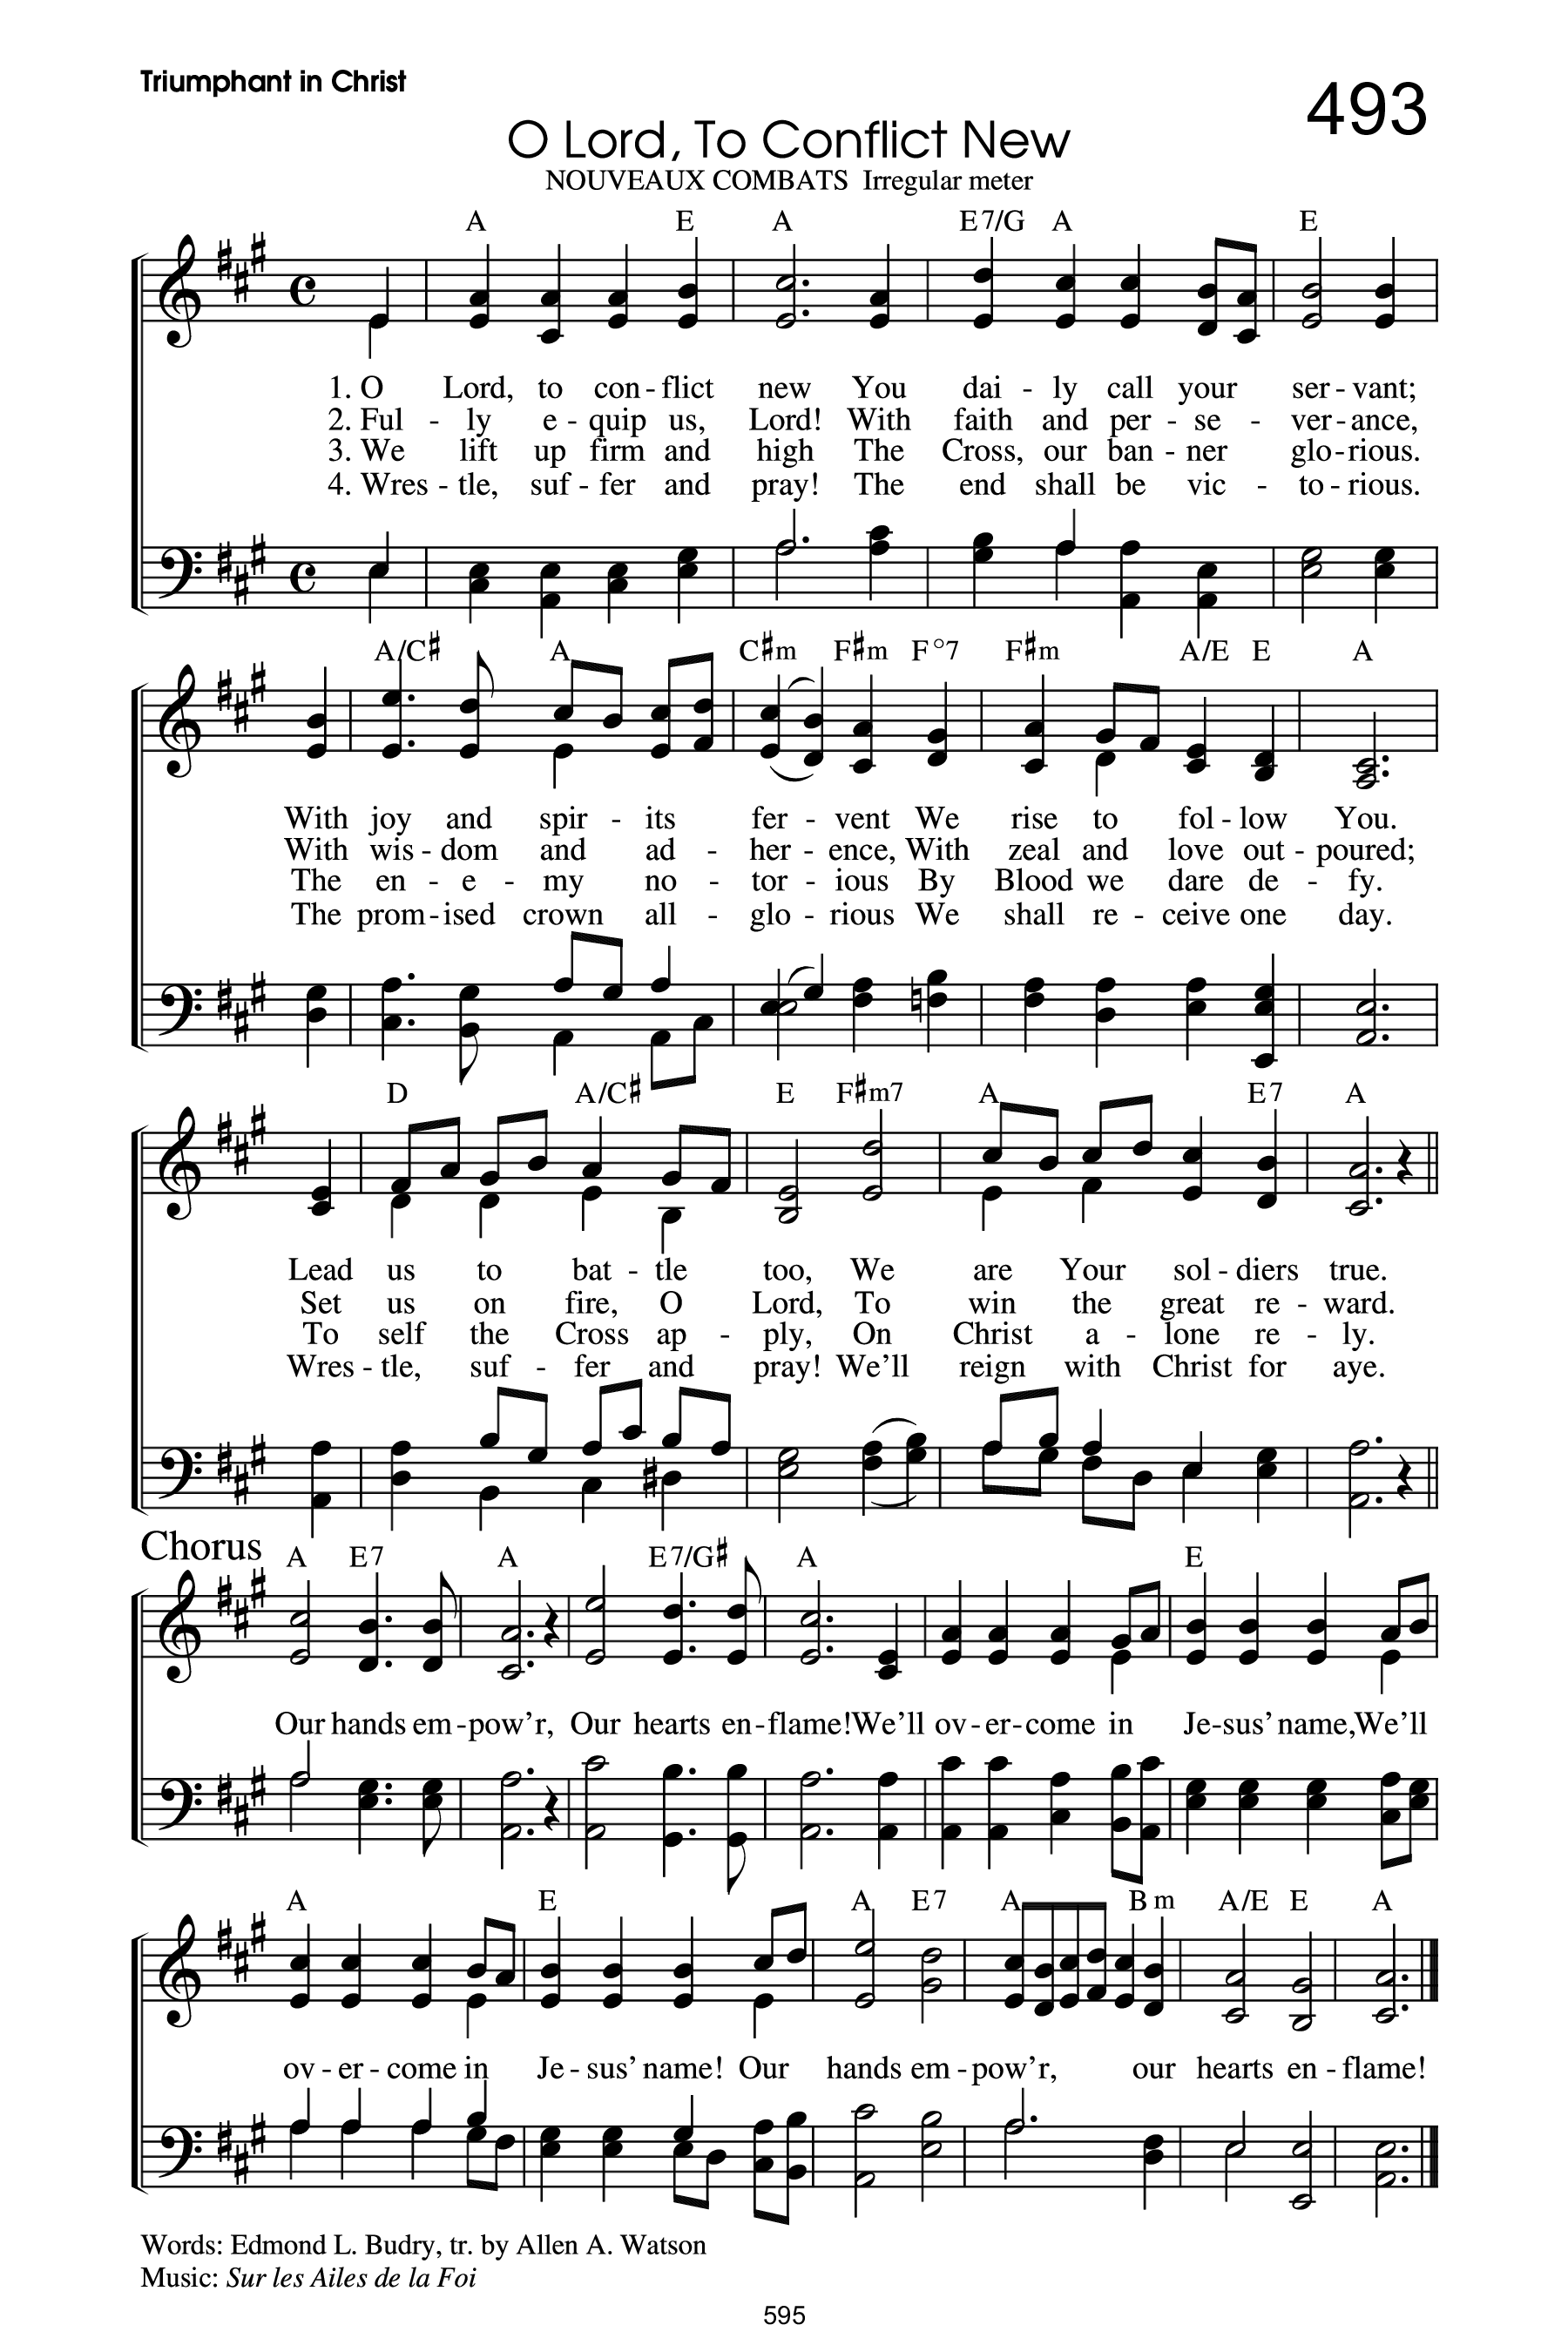 Triumphant in Christ
493
O Lord, To Conflict New
NOUVEAUX COMBATS Irregular meter
A E A E7/G A E
1. O Lord, to con - flict new You dai - ly call your ser - vant;
2. Ful - ly e - quip us, Lord! With faith and per - se - ver - ance,
3. We lift up firm and high The Cross, our ban - ner glo - rious.
4. Wres - tle, suf - fer and pray! The end shall be vic - to - rious.
A/C♯ A C♯m F♯m F°7 F♯m A/E E A
With joy and spir - its fer - vent We rise to fol - low You.
With wis - dom and ad - her - ence, With zeal and love out - poured;
The en - e - my no - tor - ious By Blood we dare de - fy.
The prom - ised crown all - glo - rious We shall re - ceive one day.
D A/C♯ E F♯m7 A E7 A
Lead us to bat - tle too, We are Your sol - diers true.
Set us on fire, O Lord, To win the great re - ward.
To self the Cross ap - ply, On Christ a - lone re - ly.
Wres - tle, suf - fer and pray! We'll reign with Christ for aye.
Chorus
A E7 A E7/G♯ A E
Our hands em - pow'r, Our hearts en - flame! We'll ov - er - come in Je - sus' name, We'll
A E A E7 A Bm A/E E A
ov - er - come in Je - sus' name! Our hands em - pow'r, our hearts en - flame!
Words: Edmond L. Budry, tr. by Allen A. Watson
Music: Sur les Ailes de la Foi
595